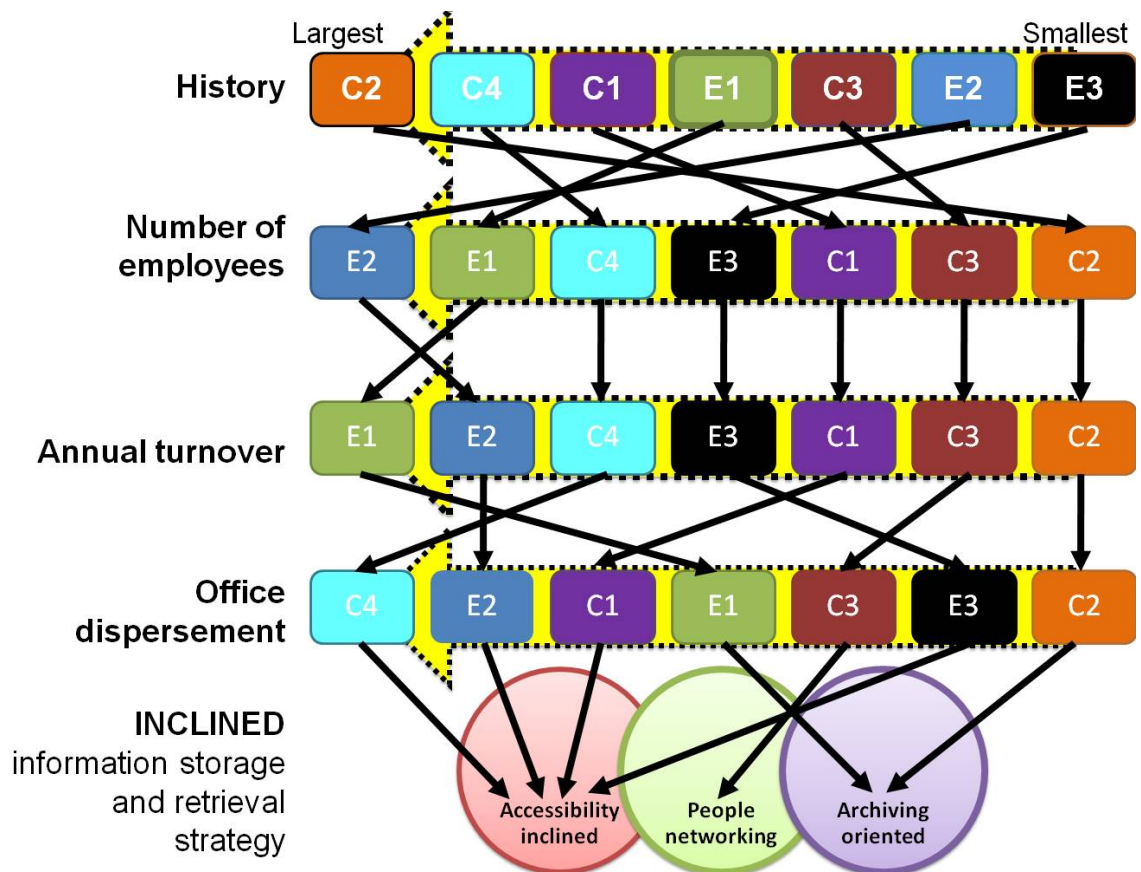 Largest
Smallest
History
C2 C4 C1 E1 C3 E2 E3
Number of
employees
E2 E1 C4 E3 C1 C3 C2
Annual turnover
E1 E2 C4 E3 C1 C3 C2
Office
dispersement
C4 E2 C1 E1 C3 E3 C2
INCLINED
information storage
and retrieval
strategy
Accessibility
inclined
People
networking
Archiving
oriented